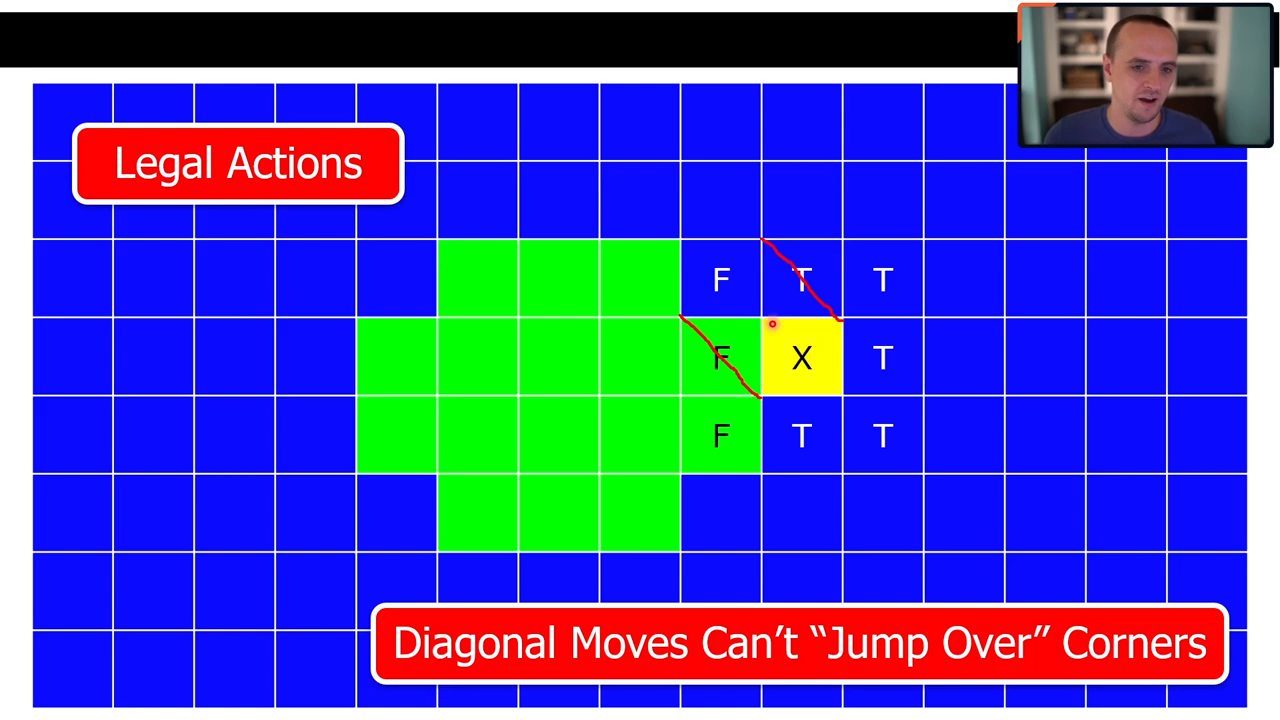 Legal Actions
F T T
F X T
F T T
Diagonal Moves Can’t “Jump Over” Corners